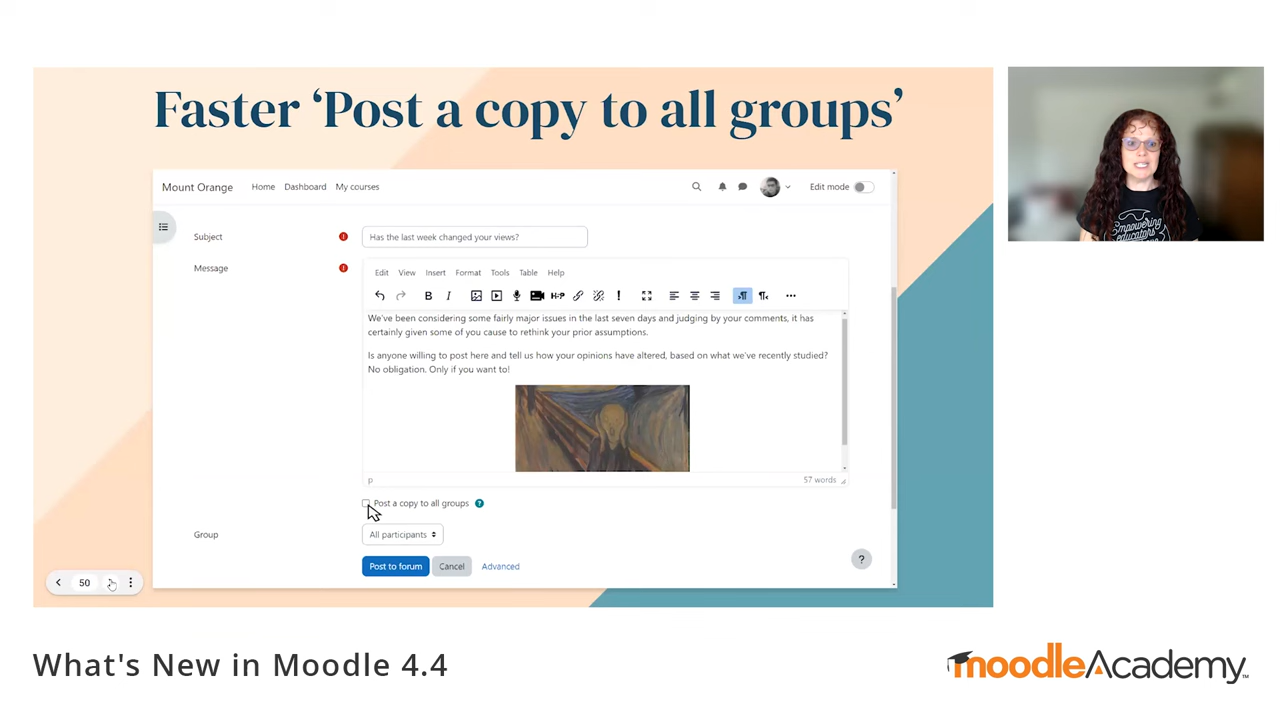 Faster ‘Post a copy to all groups’
Mount Orange Home Dashboard My courses Edit mode
Subject Has the last week changed your views?
Message
Edit View Insert Format Tools Table Help
B I H-P
We've been considering some fairly major issues in the last seven days and judging by your comments, it has
certainly given some of you cause to rethink your prior assumptions.
Is anyone willing to post here and tell us how your opinions have altered, based on what we've recently studied?
No obligation. Only if you want to!
p 57 words
Post a copy to all groups ?
Group All participants
Post to forum Cancel Advanced ?
50
Empowering
educators
What's New in Moodle 4.4
moodleAcademy™